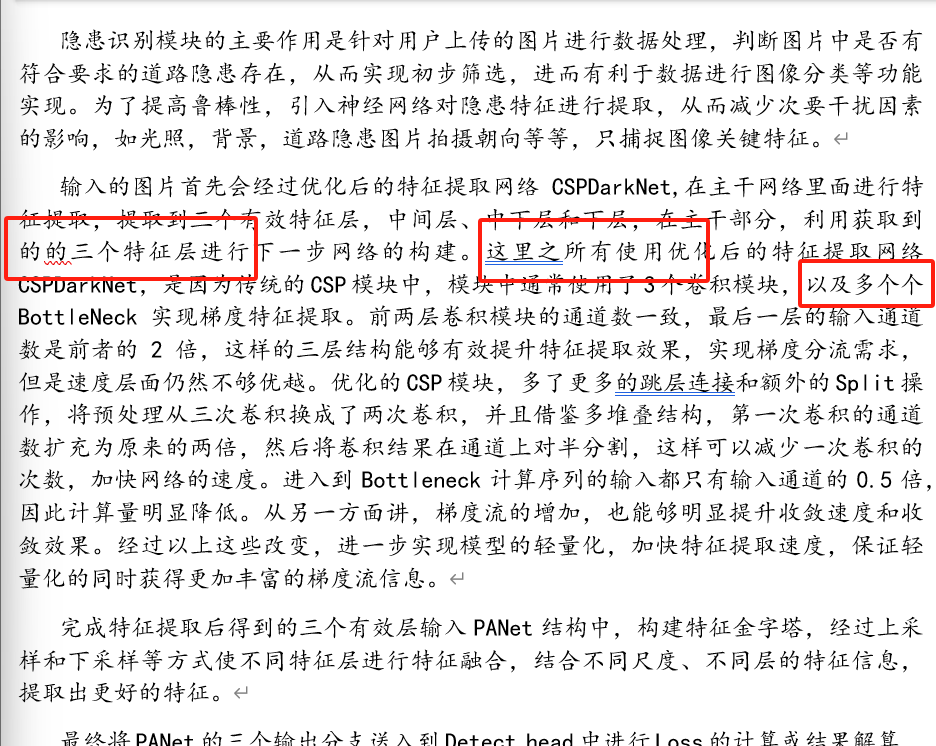 隐患识别模块的主要作用是针对用户上传的图片进行数据处理，判断图片中是否有
符合要求的道路隐患存在，从而实现初步筛选，进而有利于数据进行图像分类等功能
实现。为了提高鲁棒性，引入神经网络对隐患特征进行提取，从而减少次要干扰因素
的影响，如光照，背景，道路隐患图片拍摄朝向等等，只捕捉图像关键特征。
输入的图片首先会经过优化后的特征提取网络 CSPDarkNet,在主干网络里面进行特
征提取，提取到三个有效特征层，中间层、中下层和下层，在主干部分，利用获取到
的的三个特征层进行下一步网络的构建。这里之所有使用优化后的特征提取网络
CSPDarkNet，是因为传统的 CSP 模块中，模块中通常使用了 3 个卷积模块，以及多个个
BottleNeck 实现梯度特征提取。前两层卷积模块的通道数一致，最后一层的输入通道
数是前者的 2 倍，这样的三层结构能够有效提升特征提取效果，实现梯度分流需求，
但是速度层面仍然不够优越。优化的 CSP 模块，多了更多的跳层连接和额外的 Split 操
作，将预处理从三次卷积换成了两次卷积，并且借鉴多堆叠结构，第一次卷积的通道
数扩充为原来的两倍，然后将卷积结果在通道上对半分割，这样可以减少一次卷积的
次数，加快网络的速度。进入到 Bottleneck 计算序列的输入都只有输入通道的 0.5 倍，
因此计算量明显降低。从另一方面讲，梯度流的增加，也能够明显提升收敛速度和收
敛效果。经过以上这些改变，进一步实现模型的轻量化，加快特征提取速度，保证轻
量化的同时获得更加丰富的梯度流信息。
完成特征提取后得到的三个有效层输入 PANet 结构中，构建特征金字塔，经过上采
样和下采样等方式使不同特征层进行特征融合，结合不同尺度、不同层的特征信息，
提取出更好的特征。
最终将 PANet 的三个输出分支送入到 Detect head 中进行 Loss 的计算或结果解算